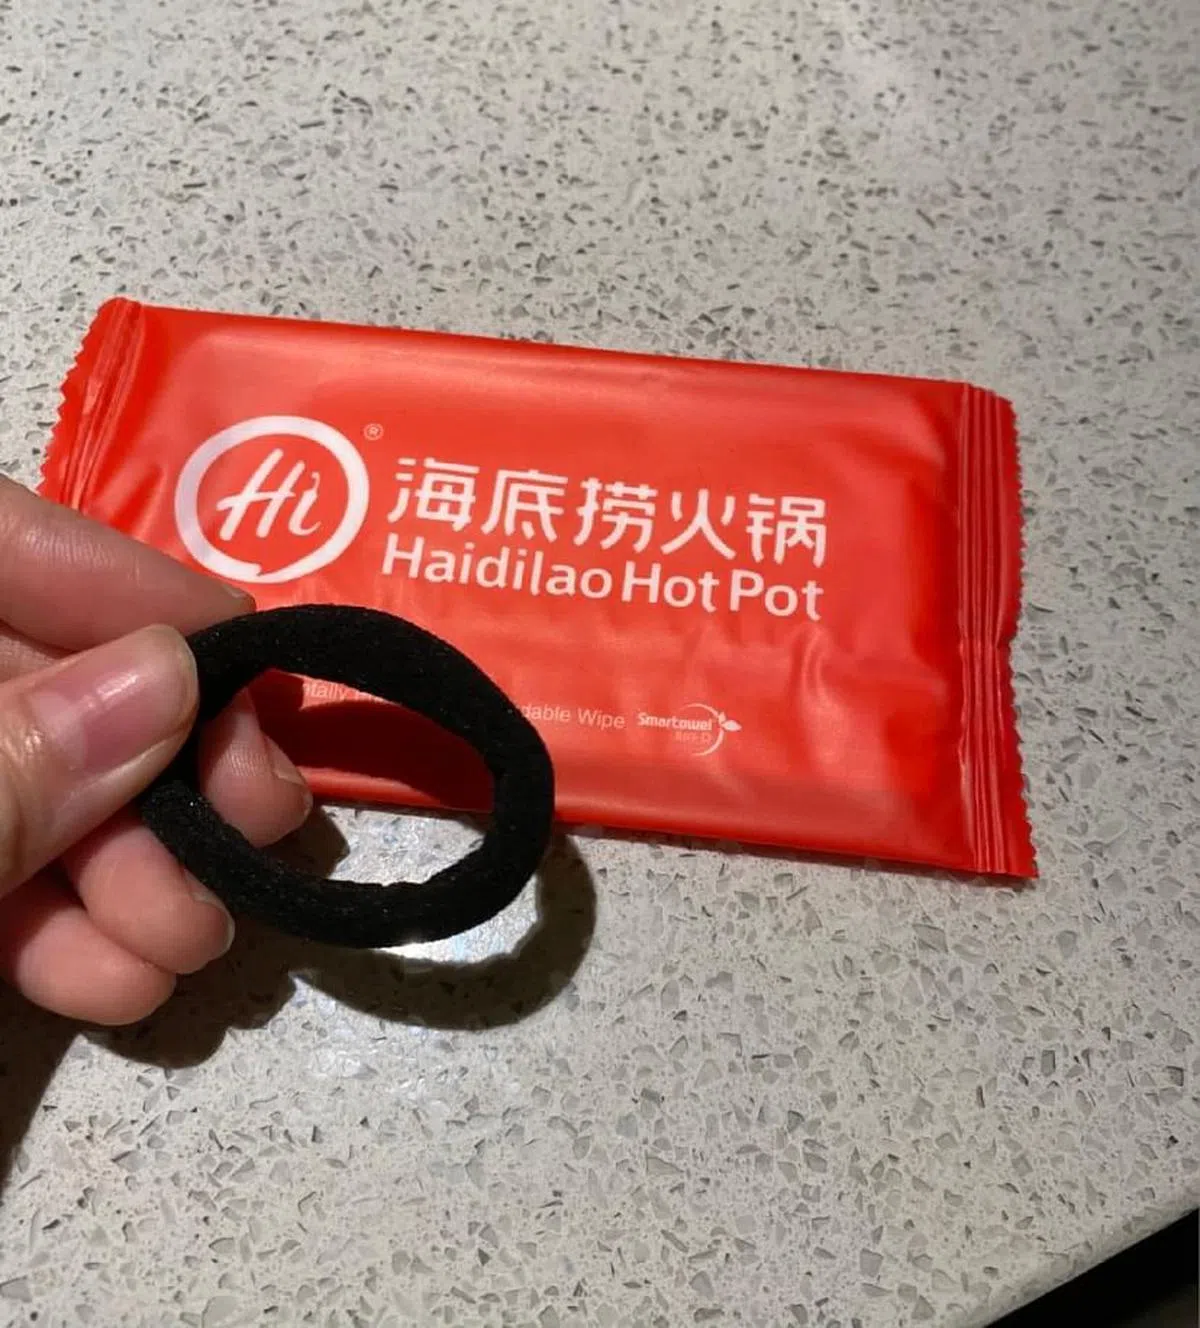 Hi
®
海底捞火锅
Haidilao Hot Pot
dable Wipe
Smartowel